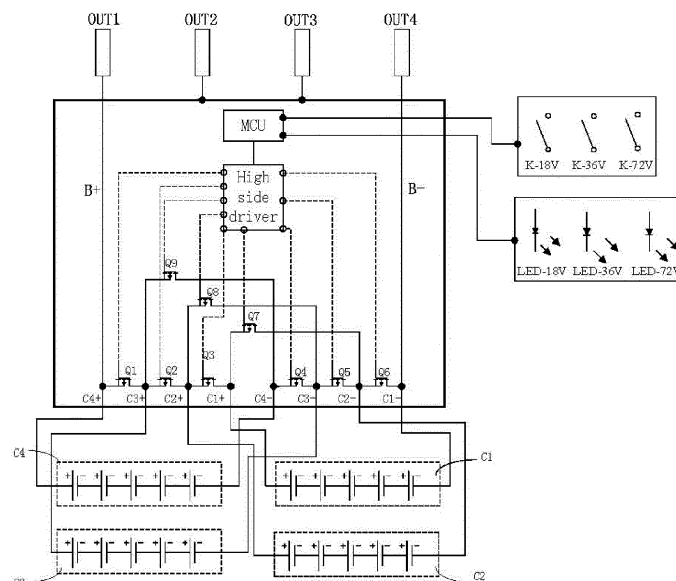 OUT1 OUT2 OUT3 OUT4
MCU
K-18V K-36V K-72V
High
side
driver
B+ B-
LED-18V LED-36V LED-72V
Q9
Q8
Q7
Q3
Q1 Q2 Q4 Q5 Q6
C4+ C3+ C2+ C1+ C4- C3- C2- C1-
C4 C1
+ - + - + - + - + - + - + - + - + - + -
+ - + - + - + - + - + - + - + - + - + -
C2